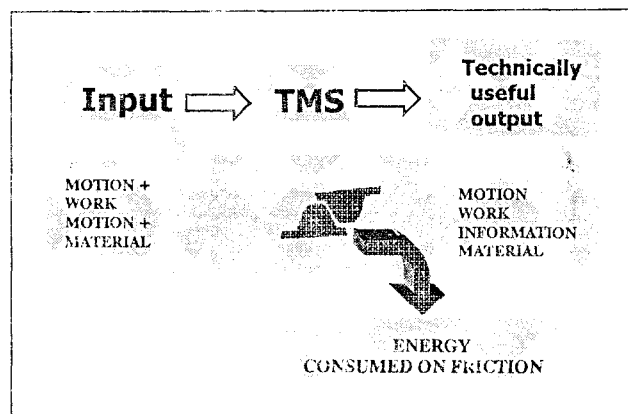 Input
TMS
Technically
useful
output
MOTION +
WORK
MOTION +
MATERIAL
MOTION
WORK
INFORMATION
MATERIAL
ENERGY
CONSUMED ON FRICTION